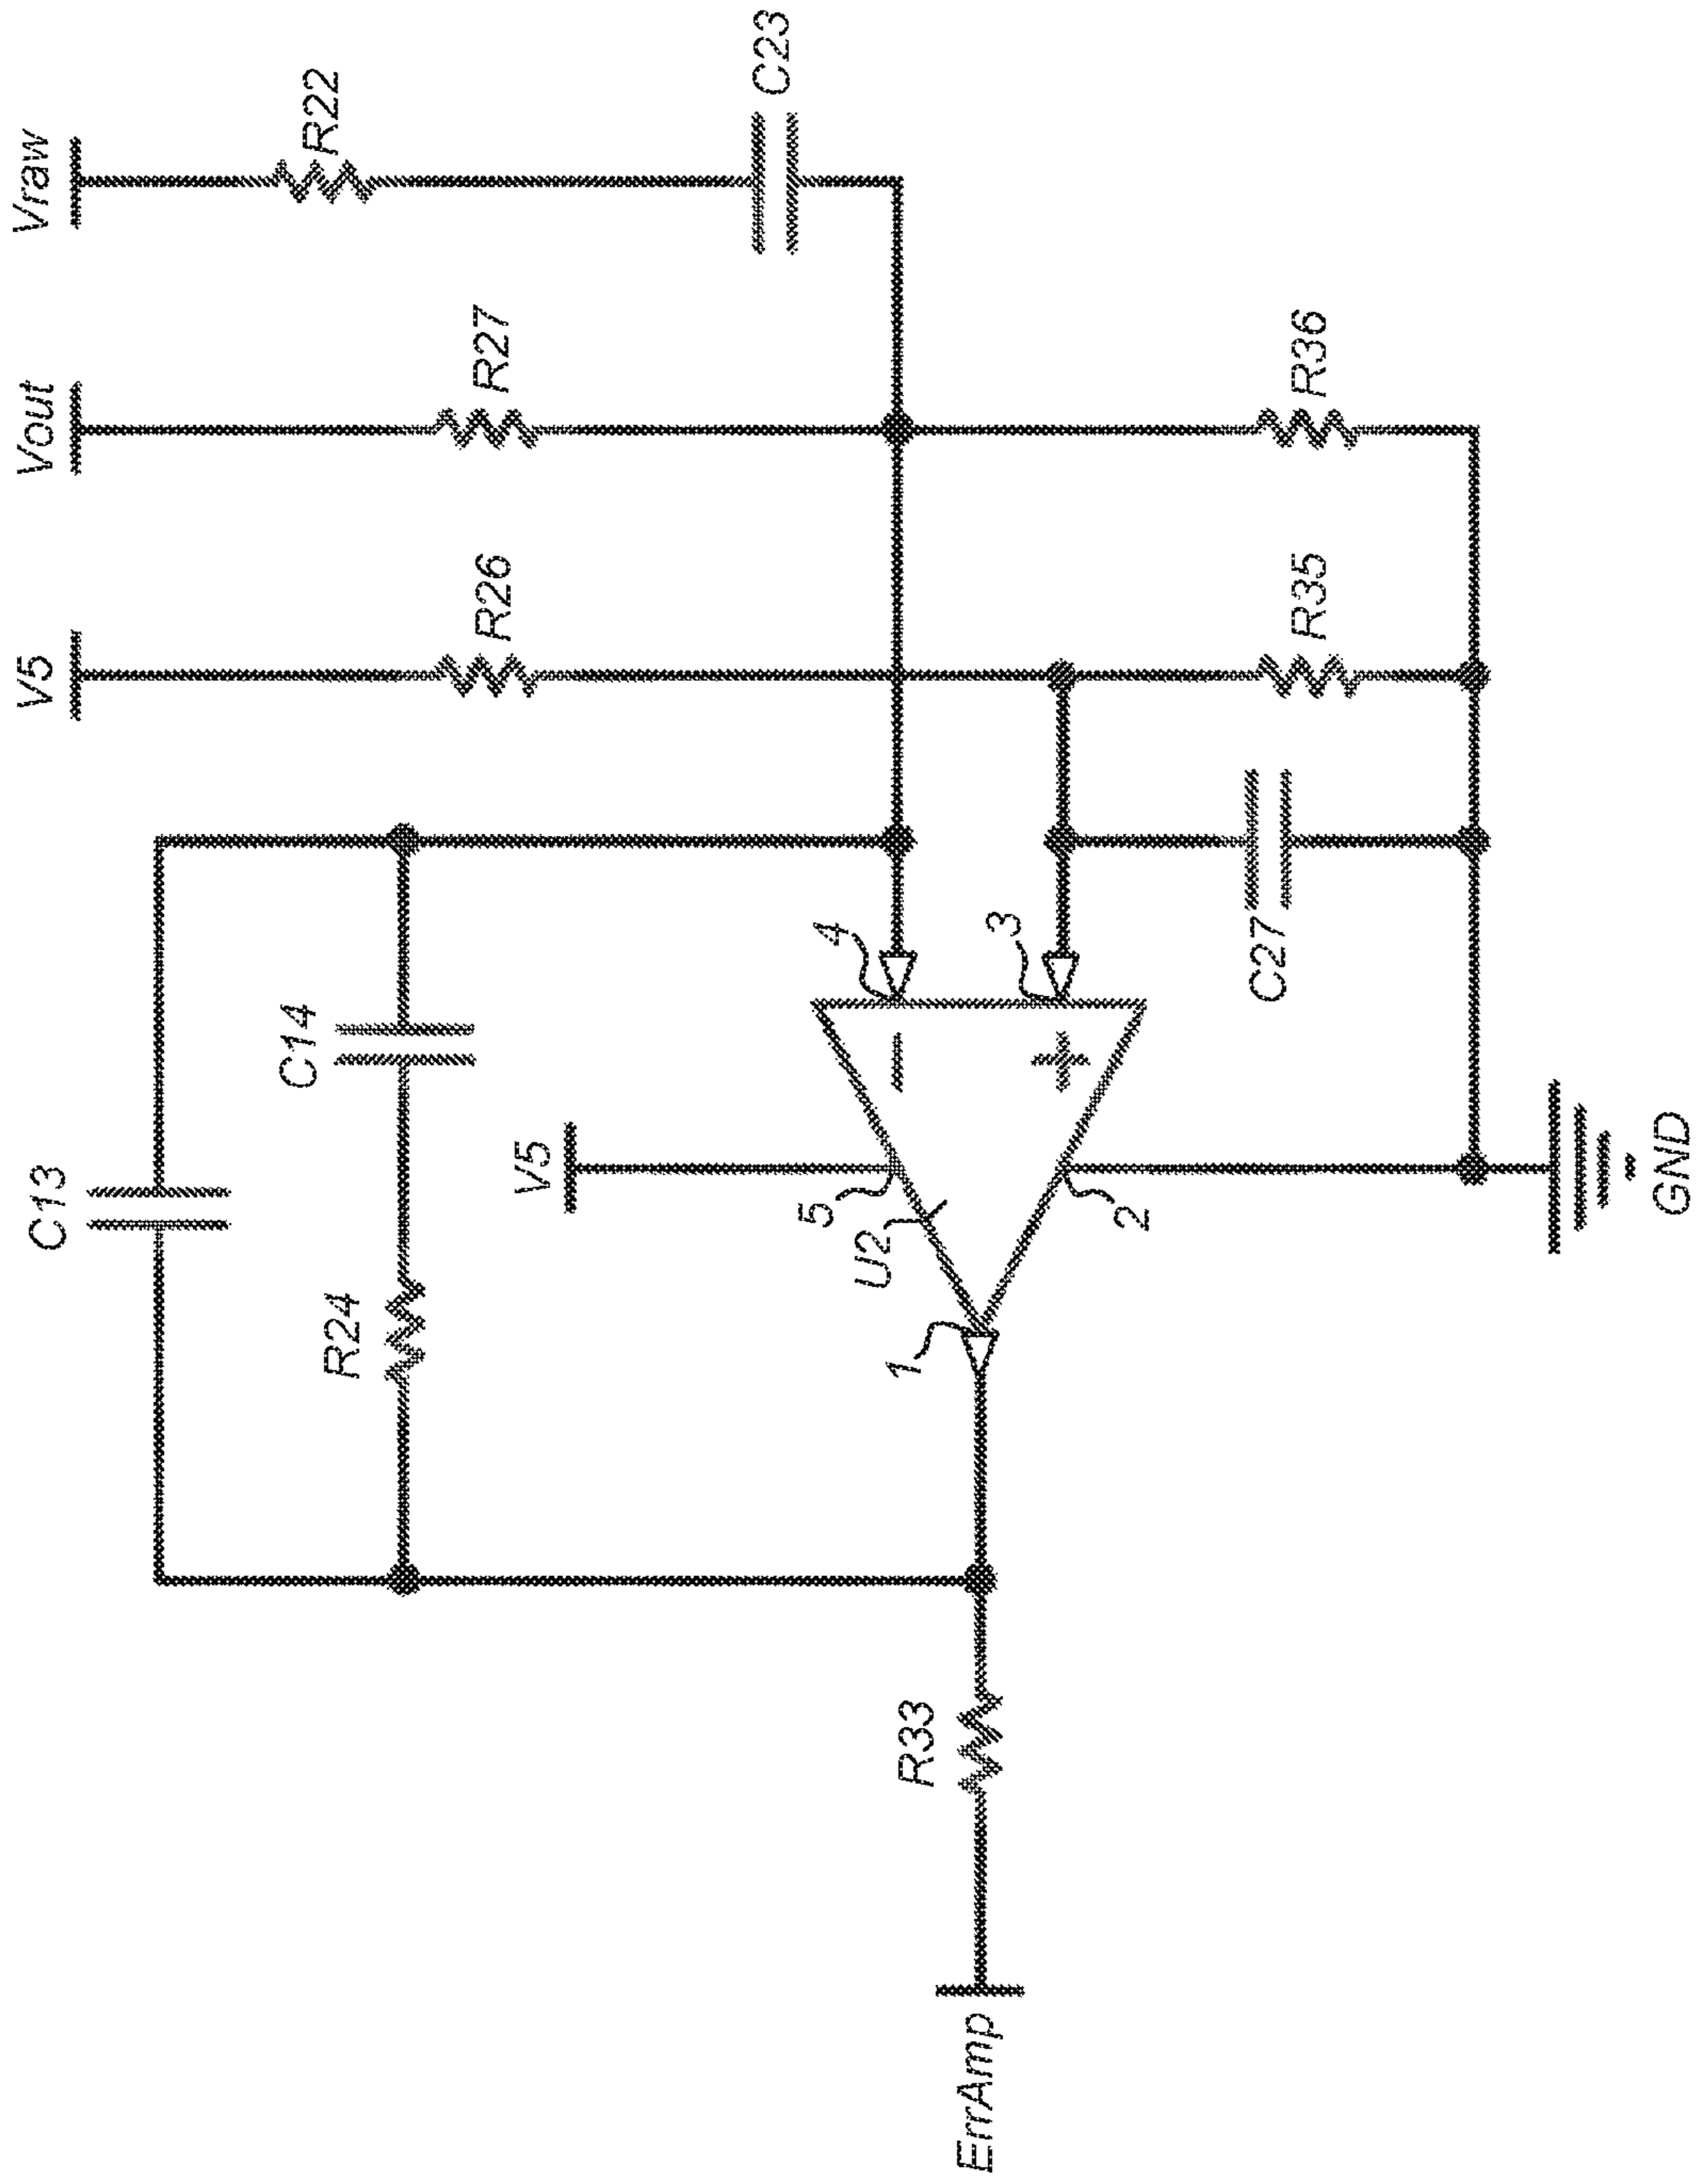 Vraw
R22
C23
Vout
R27
R36
V5
R26
R35
C13
C14
R24
V5
4
3
C27
5
U2
2
1
GND
R33
ErrAmp
−
+